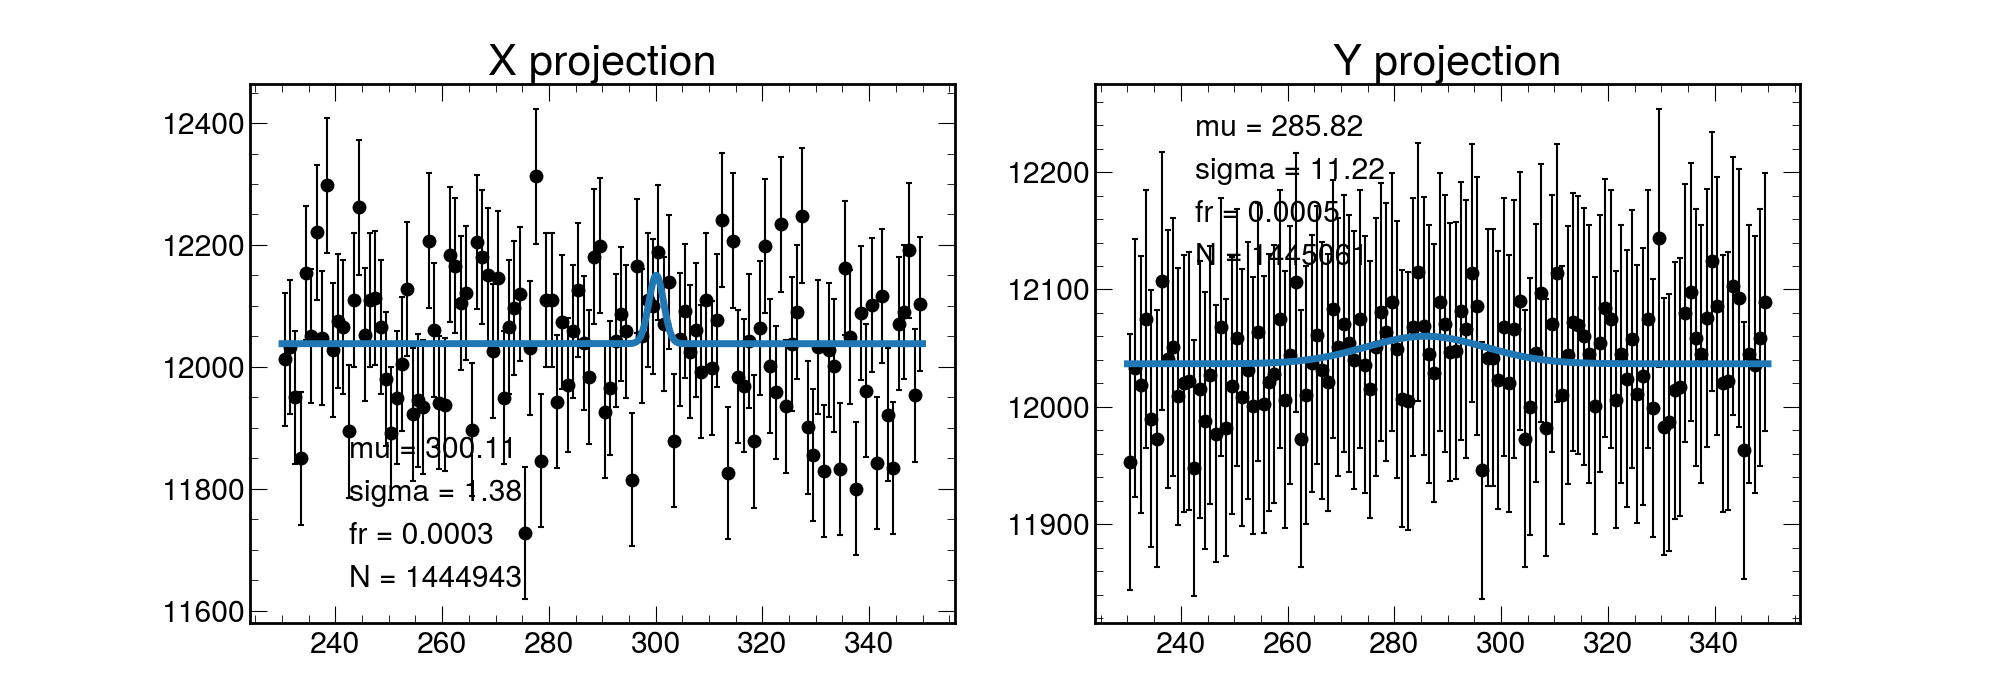 X projection
12400
12200
12000
11800
11600
mu = 300.11
sigma = 1.38
fr = 0.0003
N = 1444943
240 260 280 300 320 340
Y projection
12200
12100
12000
11900
mu = 285.82
sigma = 11.22
fr = 0.0005
N = 1445061
240 260 280 300 320 340